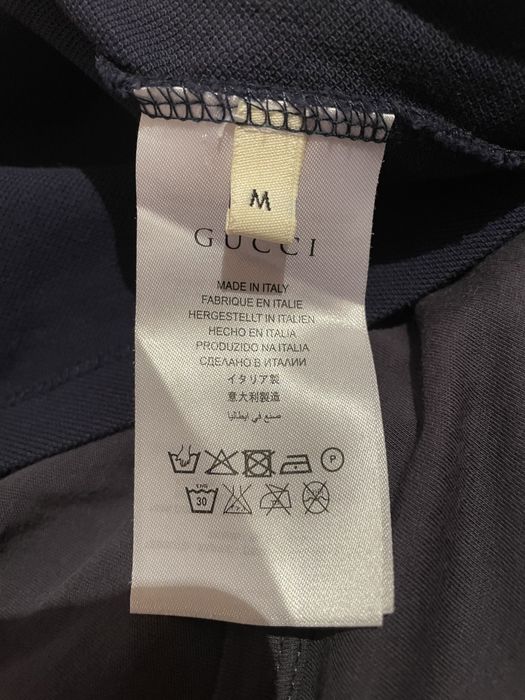 M
GUCCI
MADE IN ITALY
FABRIQUE EN ITALIE
HERGESTELLT IN ITALIEN
HECHO EN ITALIA
PRODUZIDO NA ITALIA
СДЕЛАНО В ИТАЛИИ
イタリア製
意大利製造
صنع في ايطاليا
P
30